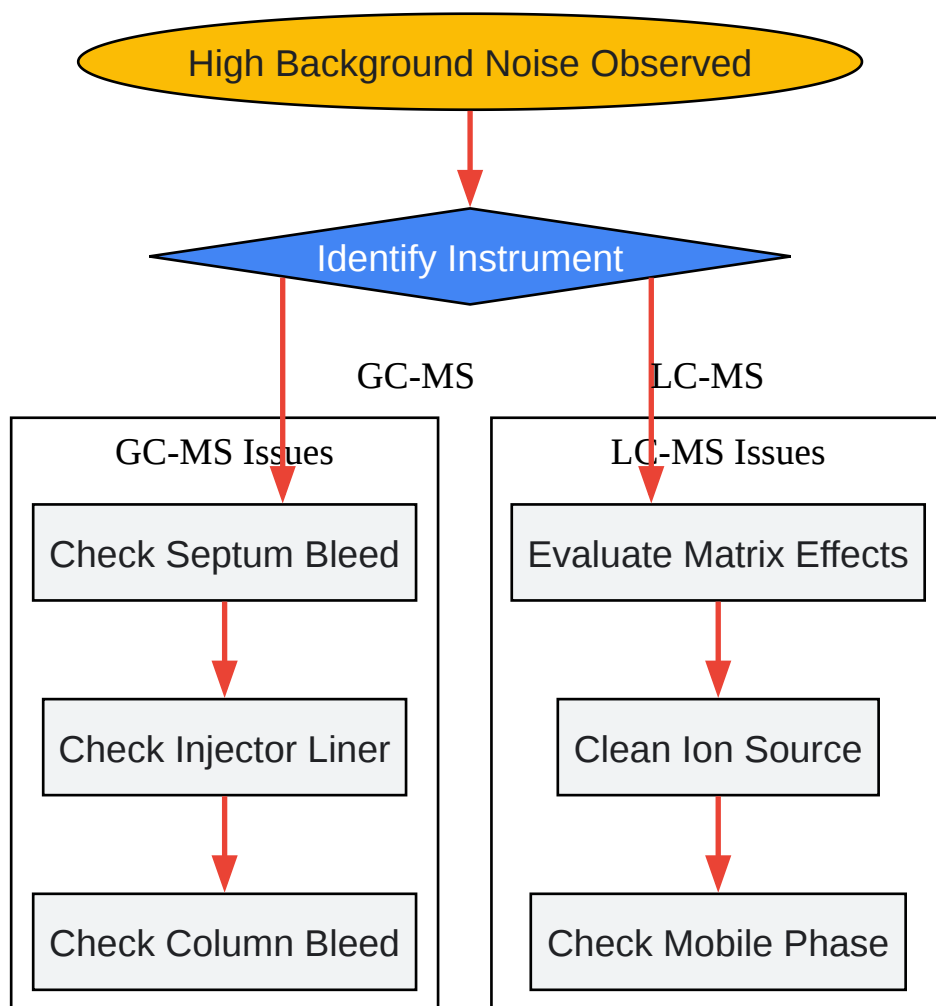 High Background Noise Observed
Identify Instrument
GC-MS
LC-MS
GC-MS Issues
LC-MS Issues
Check Septum Bleed
Evaluate Matrix Effects
Check Injector Liner
Clean Ion Source
Check Column Bleed
Check Mobile Phase